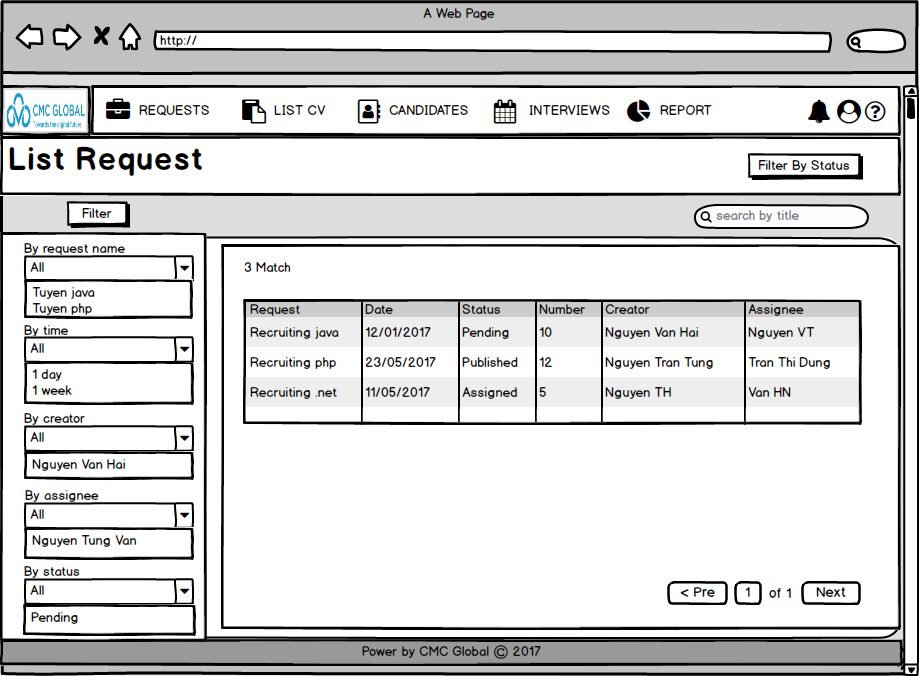 A Web Page
http://
CMC GLOBAL
Towards the digital future
REQUESTS
LIST CV
CANDIDATES
INTERVIEWS
REPORT
?
List Request
Filter By Status
Filter
search by title
By request name
All
Tuyen java
Tuyen php
By time
All
1 day
1 week
By creator
All
Nguyen Van Hai
By assignee
All
Nguyen Tung Van
By status
All
Pending
3 Match
Request Date Status Number Creator Assignee
Recruiting java 12/01/2017 Pending 10 Nguyen Van Hai Nguyen VT
Recruiting php 23/05/2017 Published 12 Nguyen Tran Tung Tran Thi Dung
Recruiting .net 11/05/2017 Assigned 5 Nguyen TH Van HN
< Pre 1 of 1 Next
Power by CMC Global © 2017